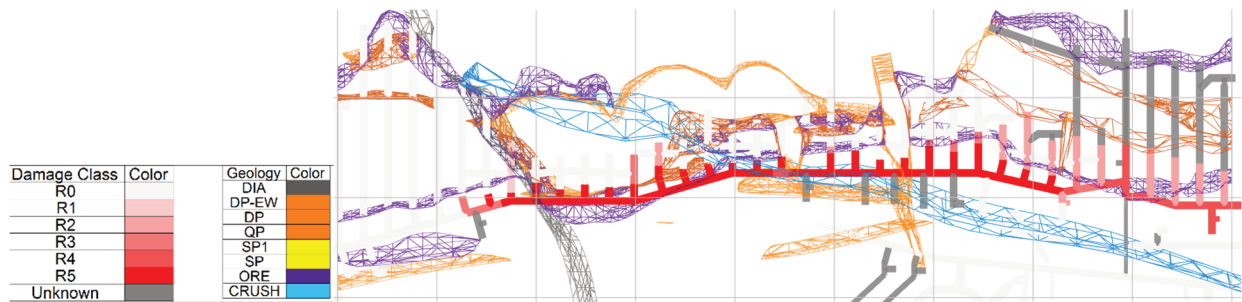 Damage Class Color
R0
R1
R2
R3
R4
R5
Unknown
Geology Color
DIA
DP-EW
DP
QP
SP1
SP
ORE
CRUSH